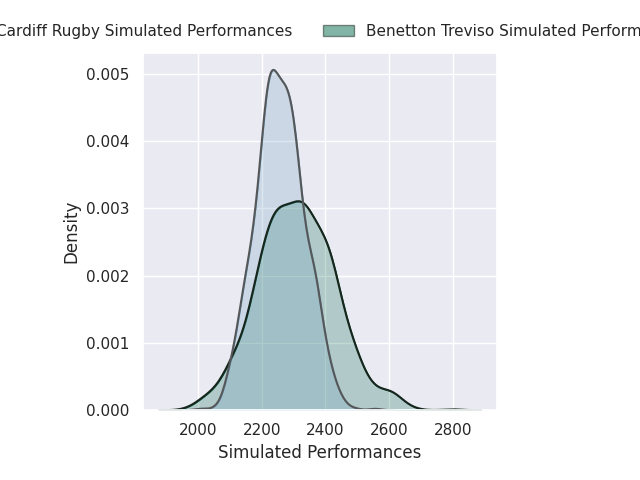 Cardiff Rugby Simulated Performances
Benetton Treviso Simulated Perform
0.005
0.004
0.003
0.002
0.001
0.000
Density
2000 2200 2400 2600 2800
Simulated Performances